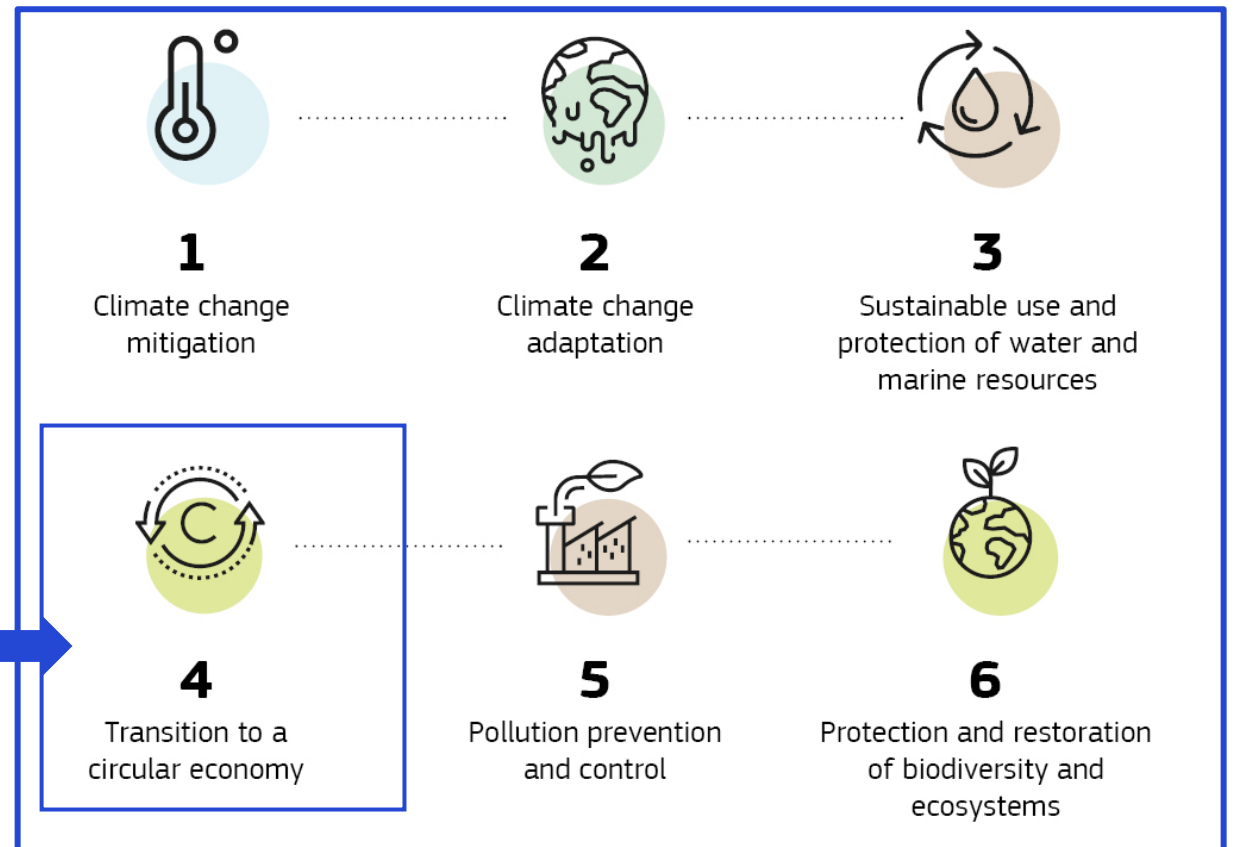 1
Climate change
mitigation
2
Climate change
adaptation
3
Sustainable use and
protection of water and
marine resources
C
4
Transition to a
circular economy
5
Pollution prevention
and control
6
Protection and restoration
of biodiversity and
ecosystems